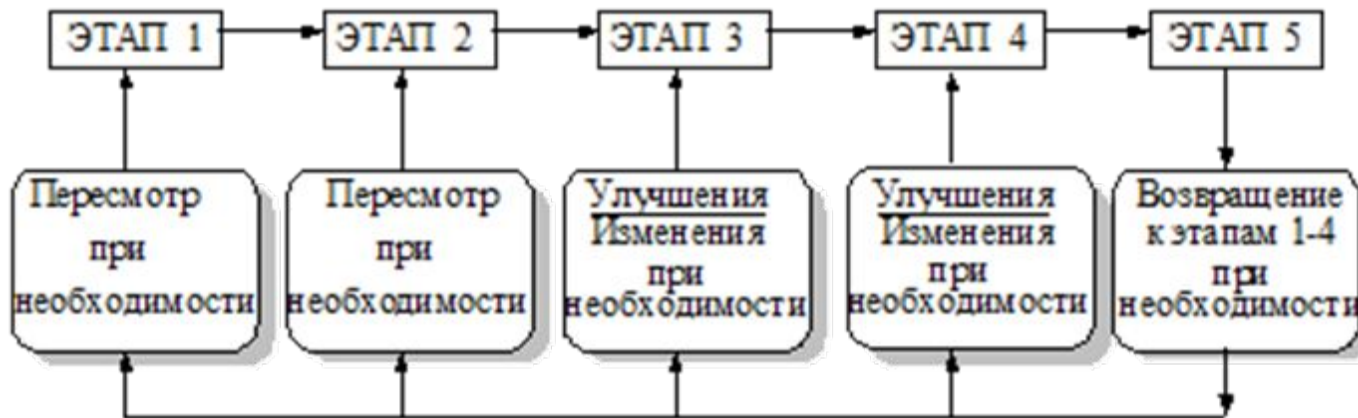 ЭТАП 1
ЭТАП 2
ЭТАП 3
ЭТАП 4
ЭТАП 5
Пересмотр
при
необходимости
Пересмотр
при
необходимости
Улучшения
Изменения
при
необходимости
Улучшения
Изменения
при
необходимости
Возвращение
к этапам 1-4
при
необходимости